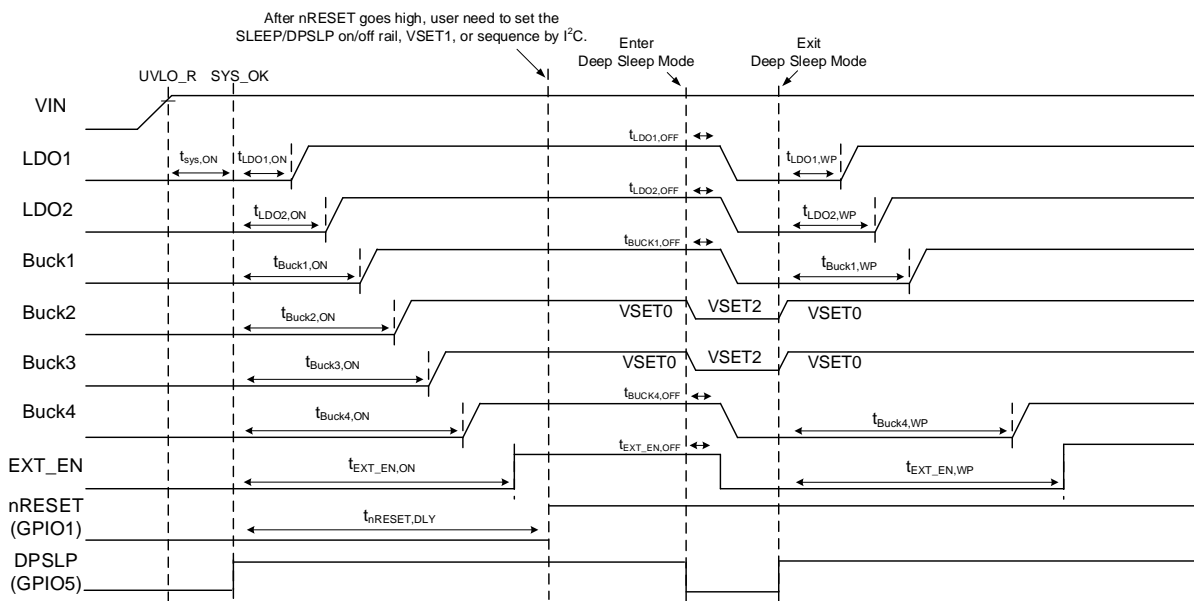 After nRESET goes high, user need to set the
SLEEP/DPSLP on/off rail, VSET1, or sequence by I²C.
Enter
Deep Sleep Mode
Exit
Deep Sleep Mode
UVLO_R SYS_OK
VIN
LDO1 tsys,ON tLDO1,ON tLDO1,OFF tLDO1,WP
LDO2 tLDO2,ON tLDO2,OFF tLDO2,WP
Buck1 tBuck1,ON tBUCK1,OFF tBuck1,WP
Buck2 tBuck2,ON VSET0 VSET2 VSET0
Buck3 tBuck3,ON VSET0 VSET2 VSET0
Buck4 tBuck4,ON tBUCK4,OFF tBuck4,WP
EXT_EN tEXT_EN,ON tEXT_EN,OFF tEXT_EN,WP
nRESET
(GPIO1) tnRESET,DLY
DPSLP
(GPIO5)